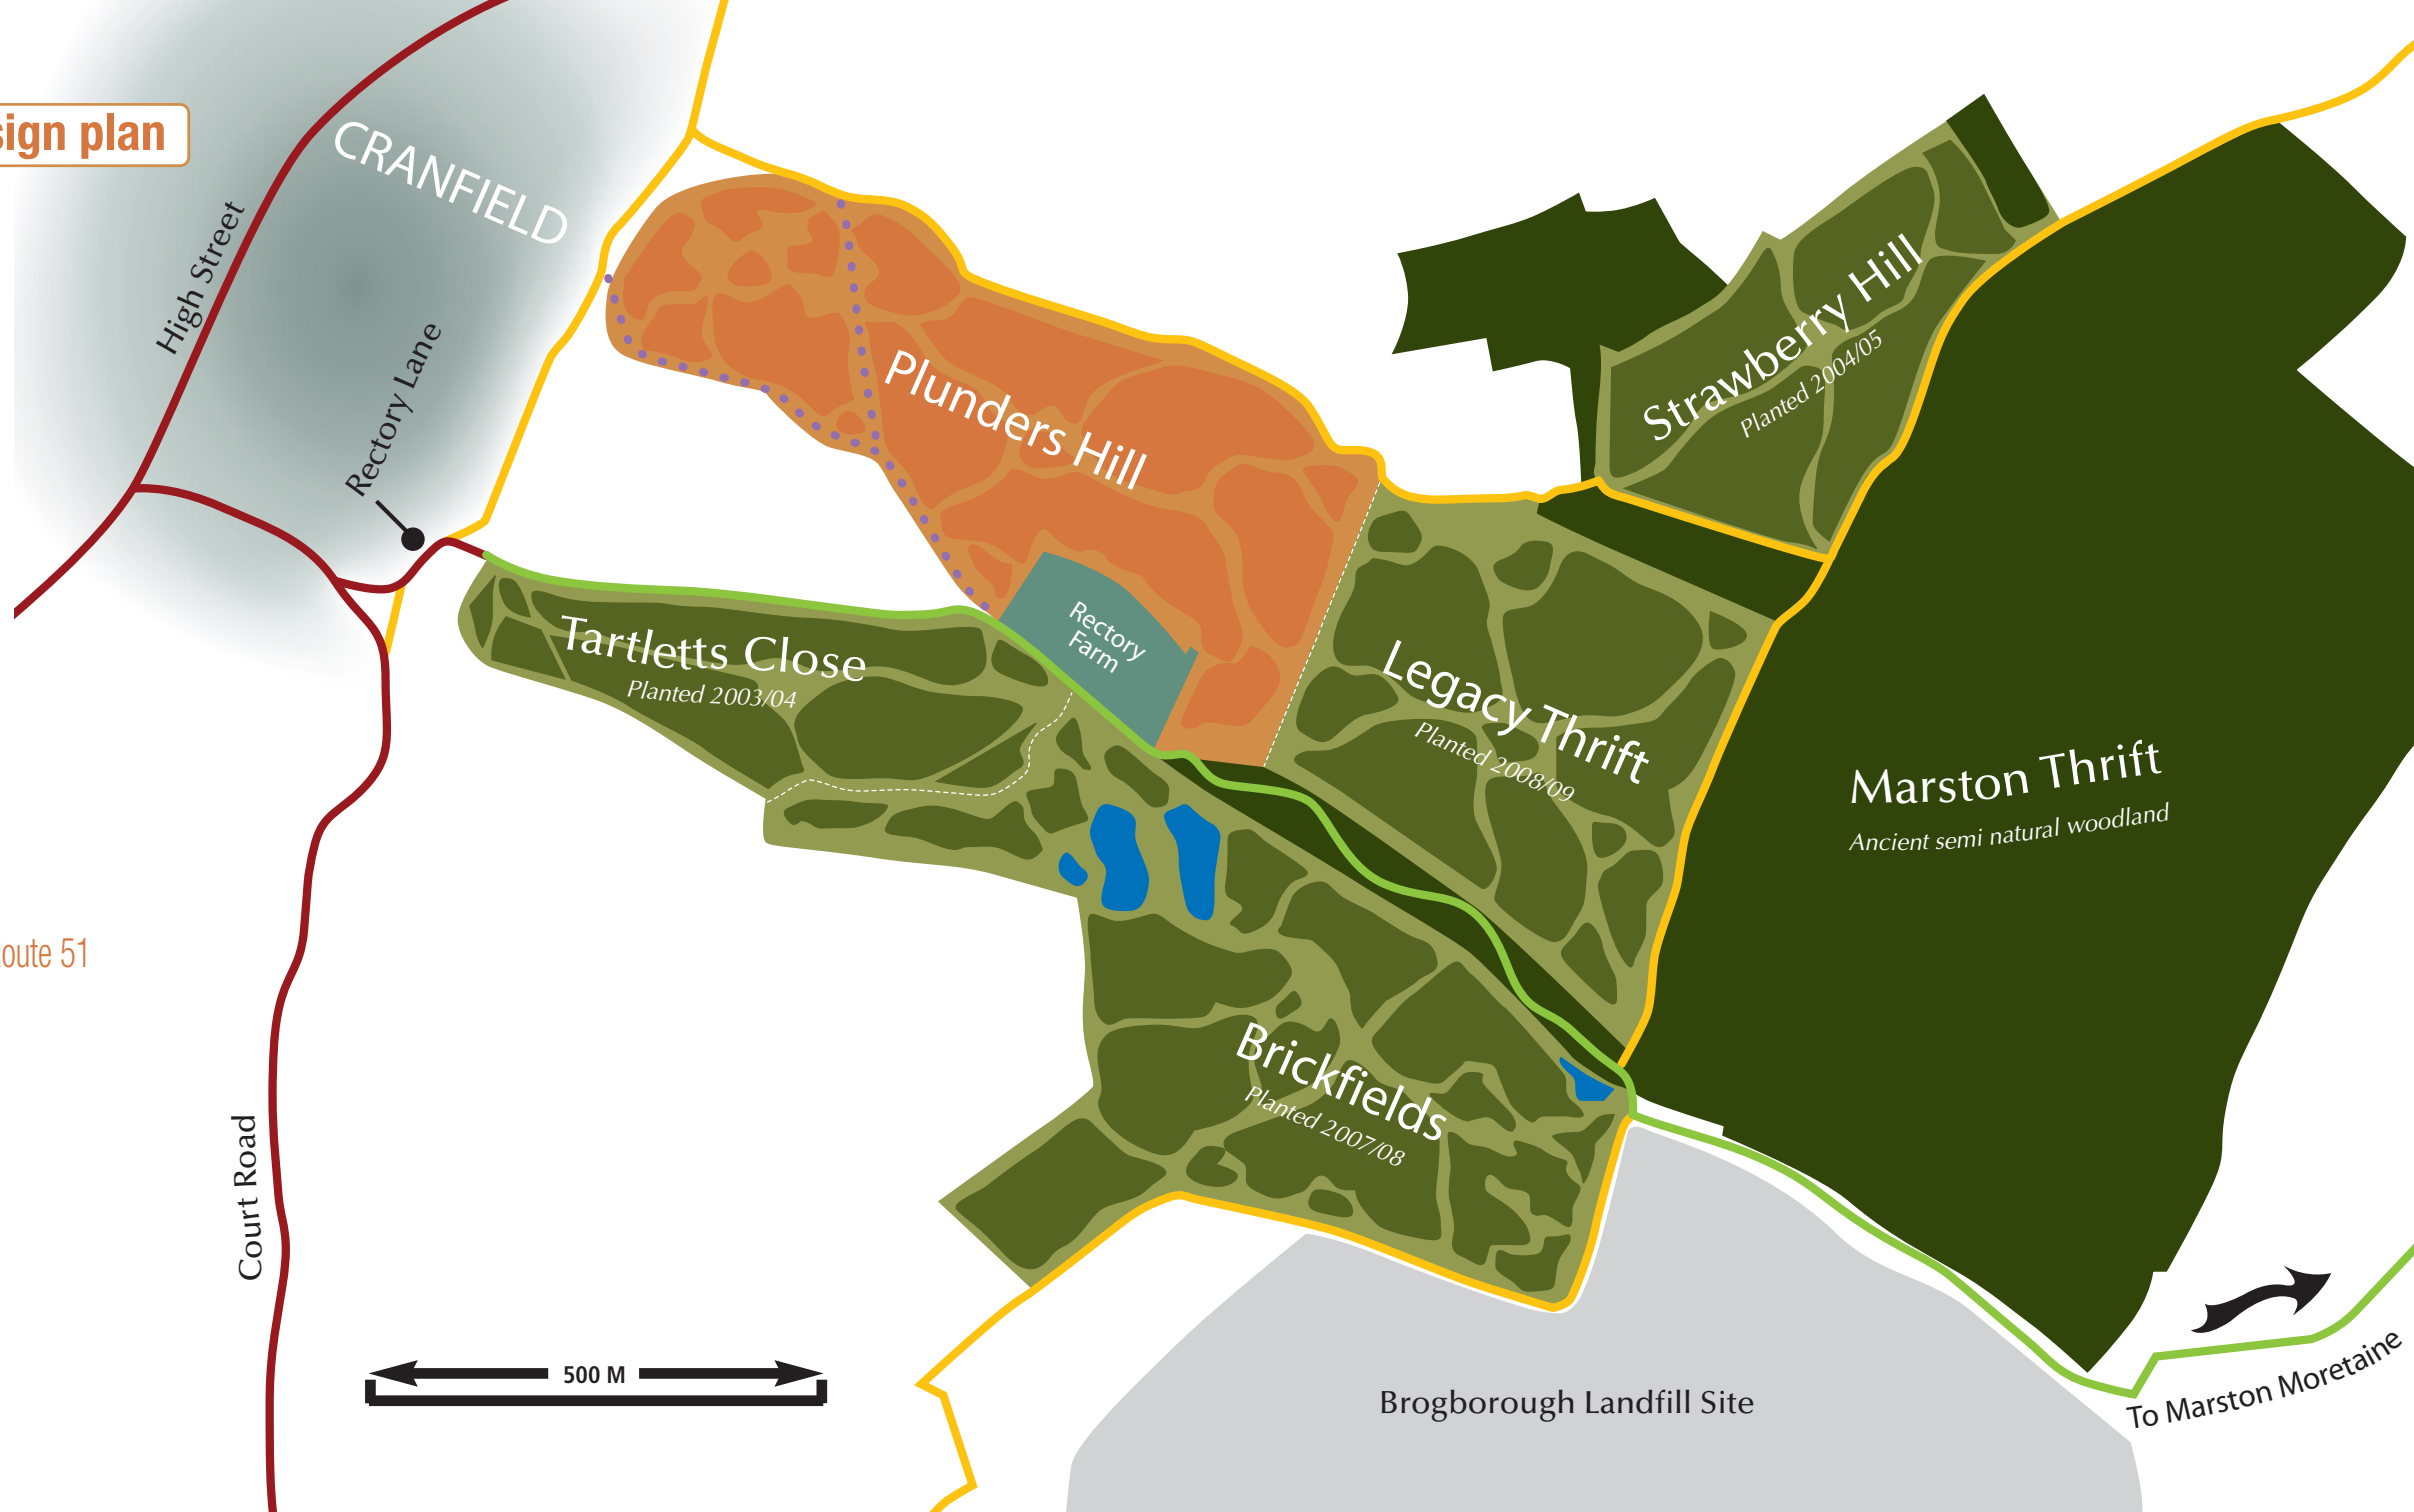 plan
CRANFIELD
High Street
Rectory Lane
Plunders Hill
Strawberry Hill
Planted 2004/05
Rectory
Farm
Tartletts Close
Planted 2003/04
Legacy Thrift
Planted 2008/09
Marston Thrift
Ancient semi natural woodland
51
Brickfields
Planted 2007/08
Court Road
500 M
Brogborough Landfill Site
To Marston Moretaine